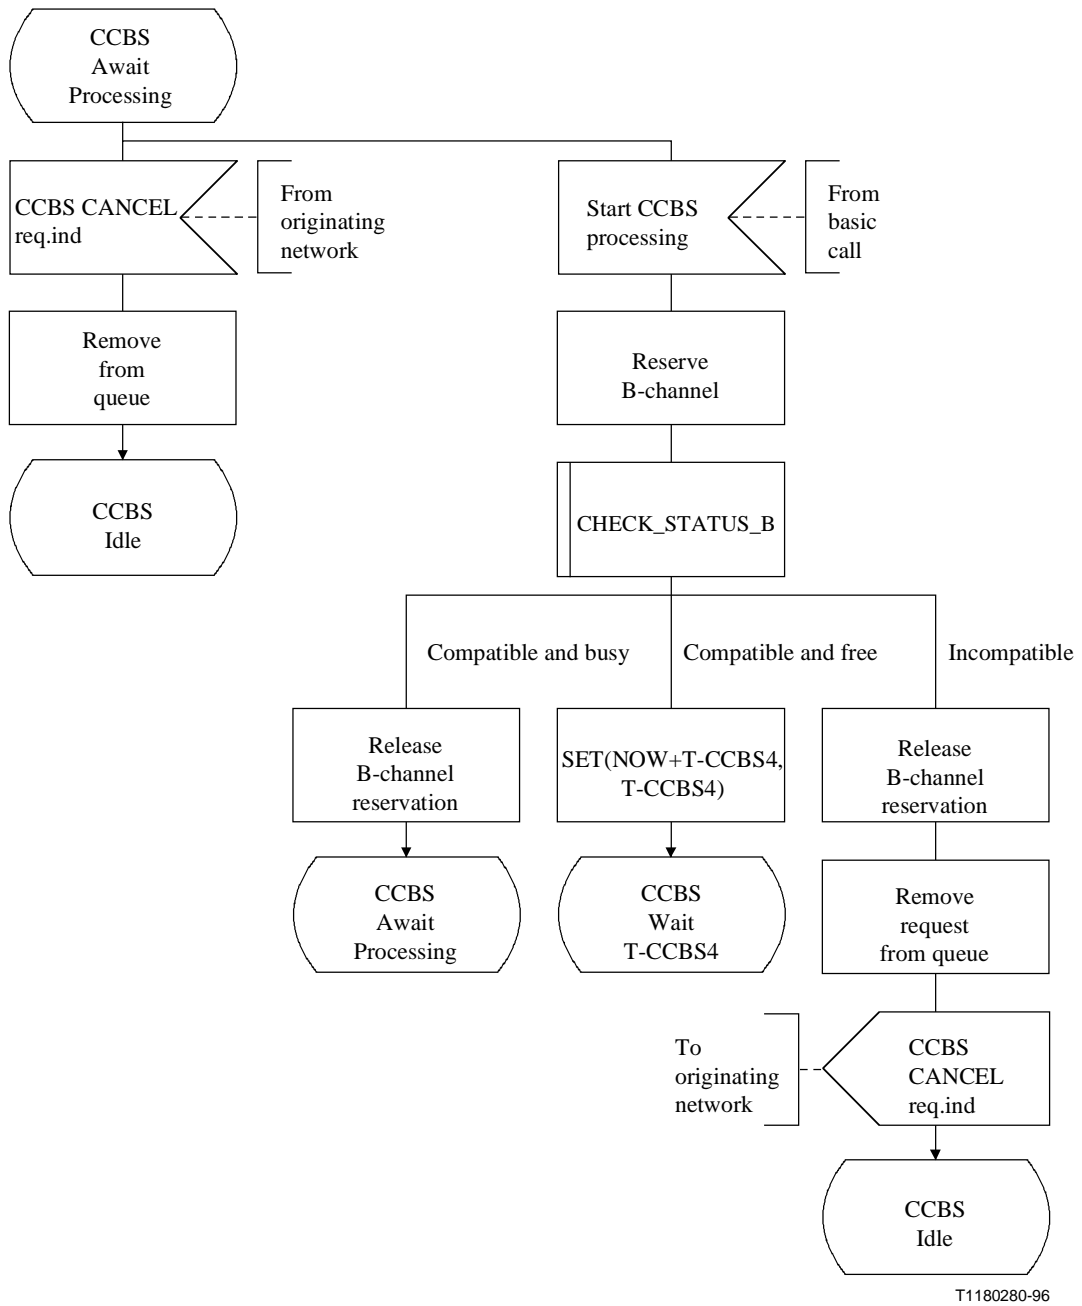 CCBS
Await
Processing
CCBS CANCEL
req.ind
From
originating
network
Start CCBS
processing
From
basic
call
Remove
from
queue
Reserve
B-channel
CCBS
Idle
CHECK_STATUS_B
Compatible and busy
Compatible and free
Incompatible
Release
B-channel
reservation
SET(NOW+T-CCBS4,
T-CCBS4)
Release
B-channel
reservation
CCBS
Await
Processing
CCBS
Wait
T-CCBS4
Remove
request
from queue
To
originating
network
CCBS
CANCEL
req.ind
CCBS
Idle
T1180280-96